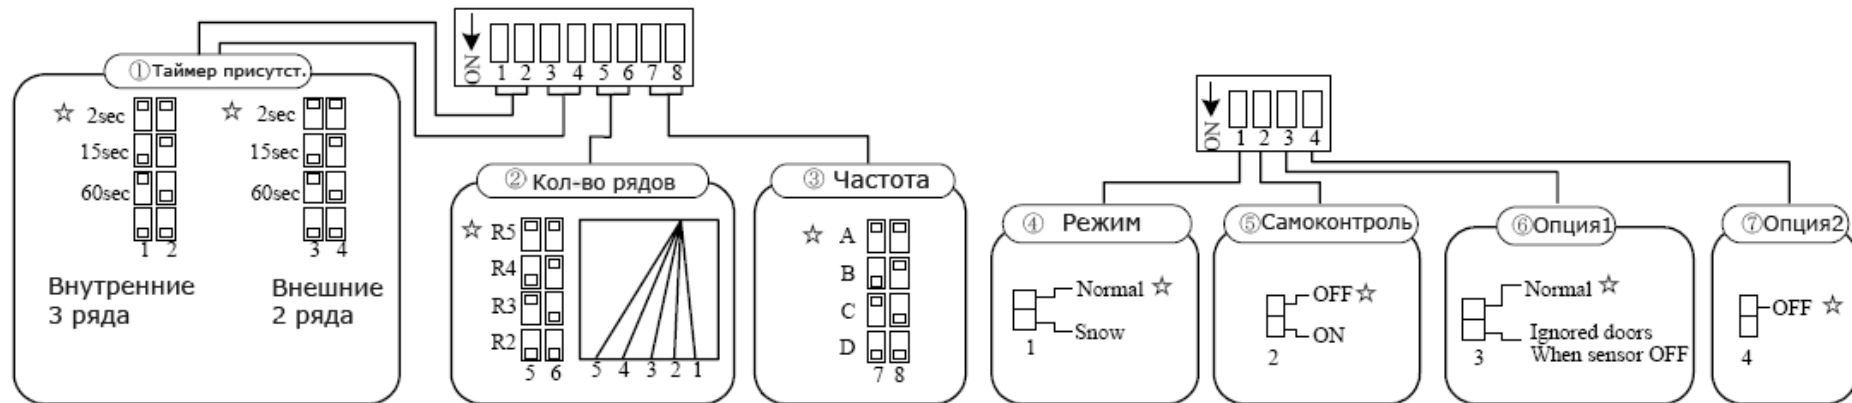 ON
1 2 3 4 5 6 7 8
① Таймер присутст.
☆ 2sec
15sec
60sec
1 2
Внутренние
3 ряда
☆ 2sec
15sec
60sec
3 4
Внешние
2 ряда
② Кол-во рядов
☆ R5
R4
R3
R2
5 6
5 4 3 2 1
③ Частота
☆ A
B
C
D
7 8
ON
1 2 3 4
④ Режим
Normal ☆
Snow
1
⑤Самоконтроль
OFF☆
ON
2
⑥Опция1
Normal ☆
Ignored doors
When sensor OFF
3
⑦Опция2
OFF ☆
4